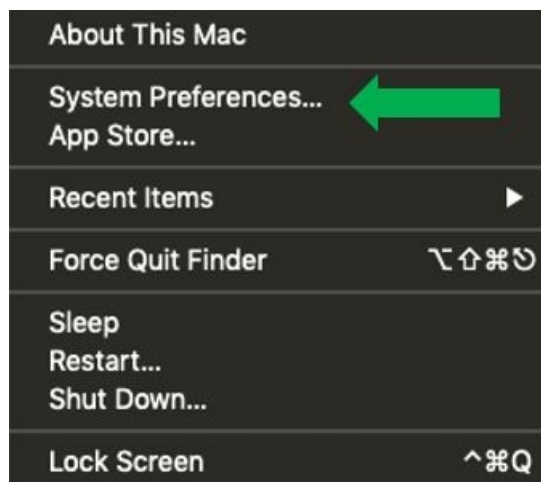 About This Mac
System Preferences...
App Store...
Recent Items ▶
Force Quit Finder ⌥⇧⌘⎋
Sleep
Restart...
Shut Down...
Lock Screen ^⌘Q